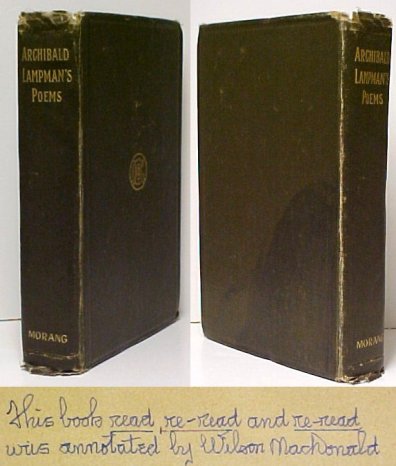 ARCHIBALD
LAMPMAN'S
POEMS
MORANG
ARCHIBALD
LAMPMAN'S
POEMS
MORANG
This book read, re-read and re-read
was annotated by Wilson MacDonald